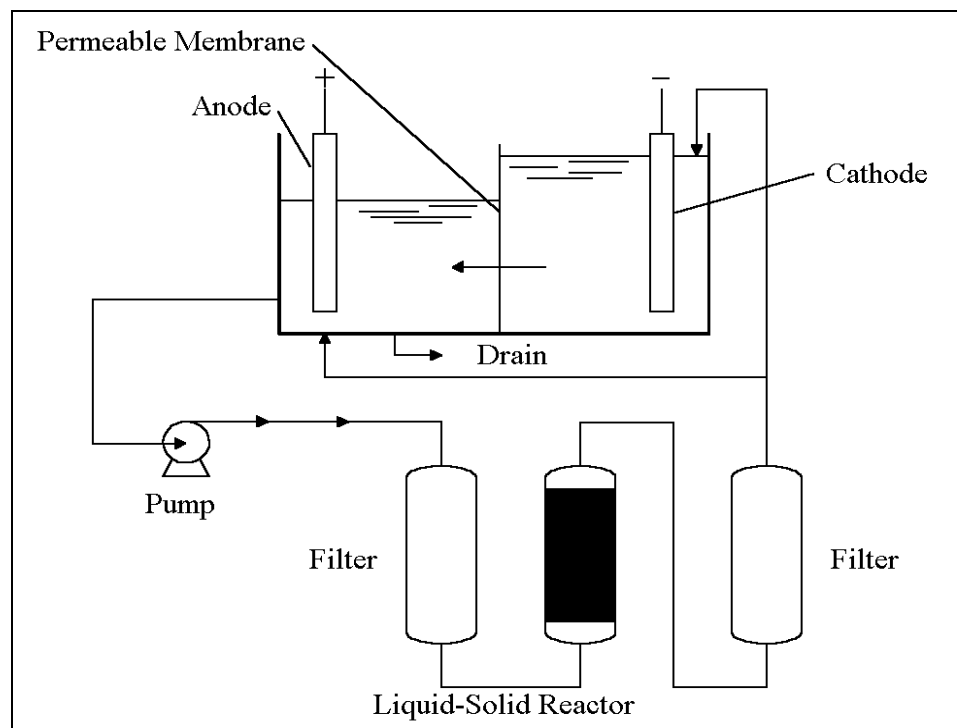 Permeable Membrane
+
−
Anode
Cathode
Drain
Pump
Filter
Filter
Liquid-Solid Reactor